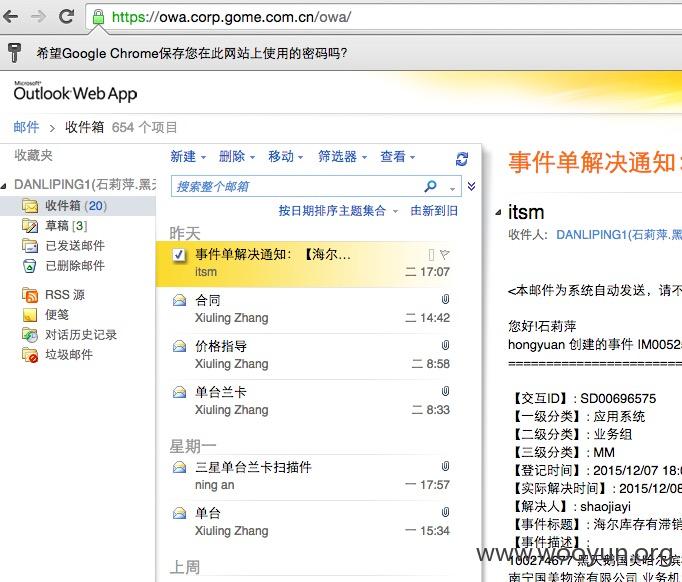 https://owa.corp.gome.com.cn/owa/
希望Google Chrome保存您在此网站上使用的密码吗?
Microsoft
Outlook Web App
邮件 > 收件箱 654 个项目
收藏夹
DANLIPING1(石莉萍.黑天
收件箱 (20)
草稿 [3]
已发送邮件
已删除邮件
RSS 源
便笺
对话历史记录
垃圾邮件
新建 删除 移动 筛选器 查看
搜索整个邮箱
按日期排序主题集合 由新到旧
昨天
事件单解决通知：【海尔...
itsm 二 17:07
合同
Xiuling Zhang 二 14:42
价格指导
Xiuling Zhang 二 8:58
单台兰卡
Xiuling Zhang 二 8:33
星期一
三星单台兰卡扫描件
ning an 一 17:57
单台
Xiuling Zhang 一 15:34
上周
事件单解决通知：
itsm
收件人： DANLIPING1(石莉萍.黑
<本邮件为系统自动发送，请不
您好!石莉萍
hongyuan 创建的事件 IM0052
【交互ID】: SD00696575
【一级分类】: 应用系统
【二级分类】: 业务组
【三级分类】: MM
【登记时间】: 2015/12/07 18:0
【实际解决时间】: 2015/12/08
【解决人】: shaojiayi
【事件标题】: 海尔库存有滞销
【事件描述】:
100274677 黑天鹅国美哈尔滨
南宁国美物流有限公司 业务机
www.wooyun.org